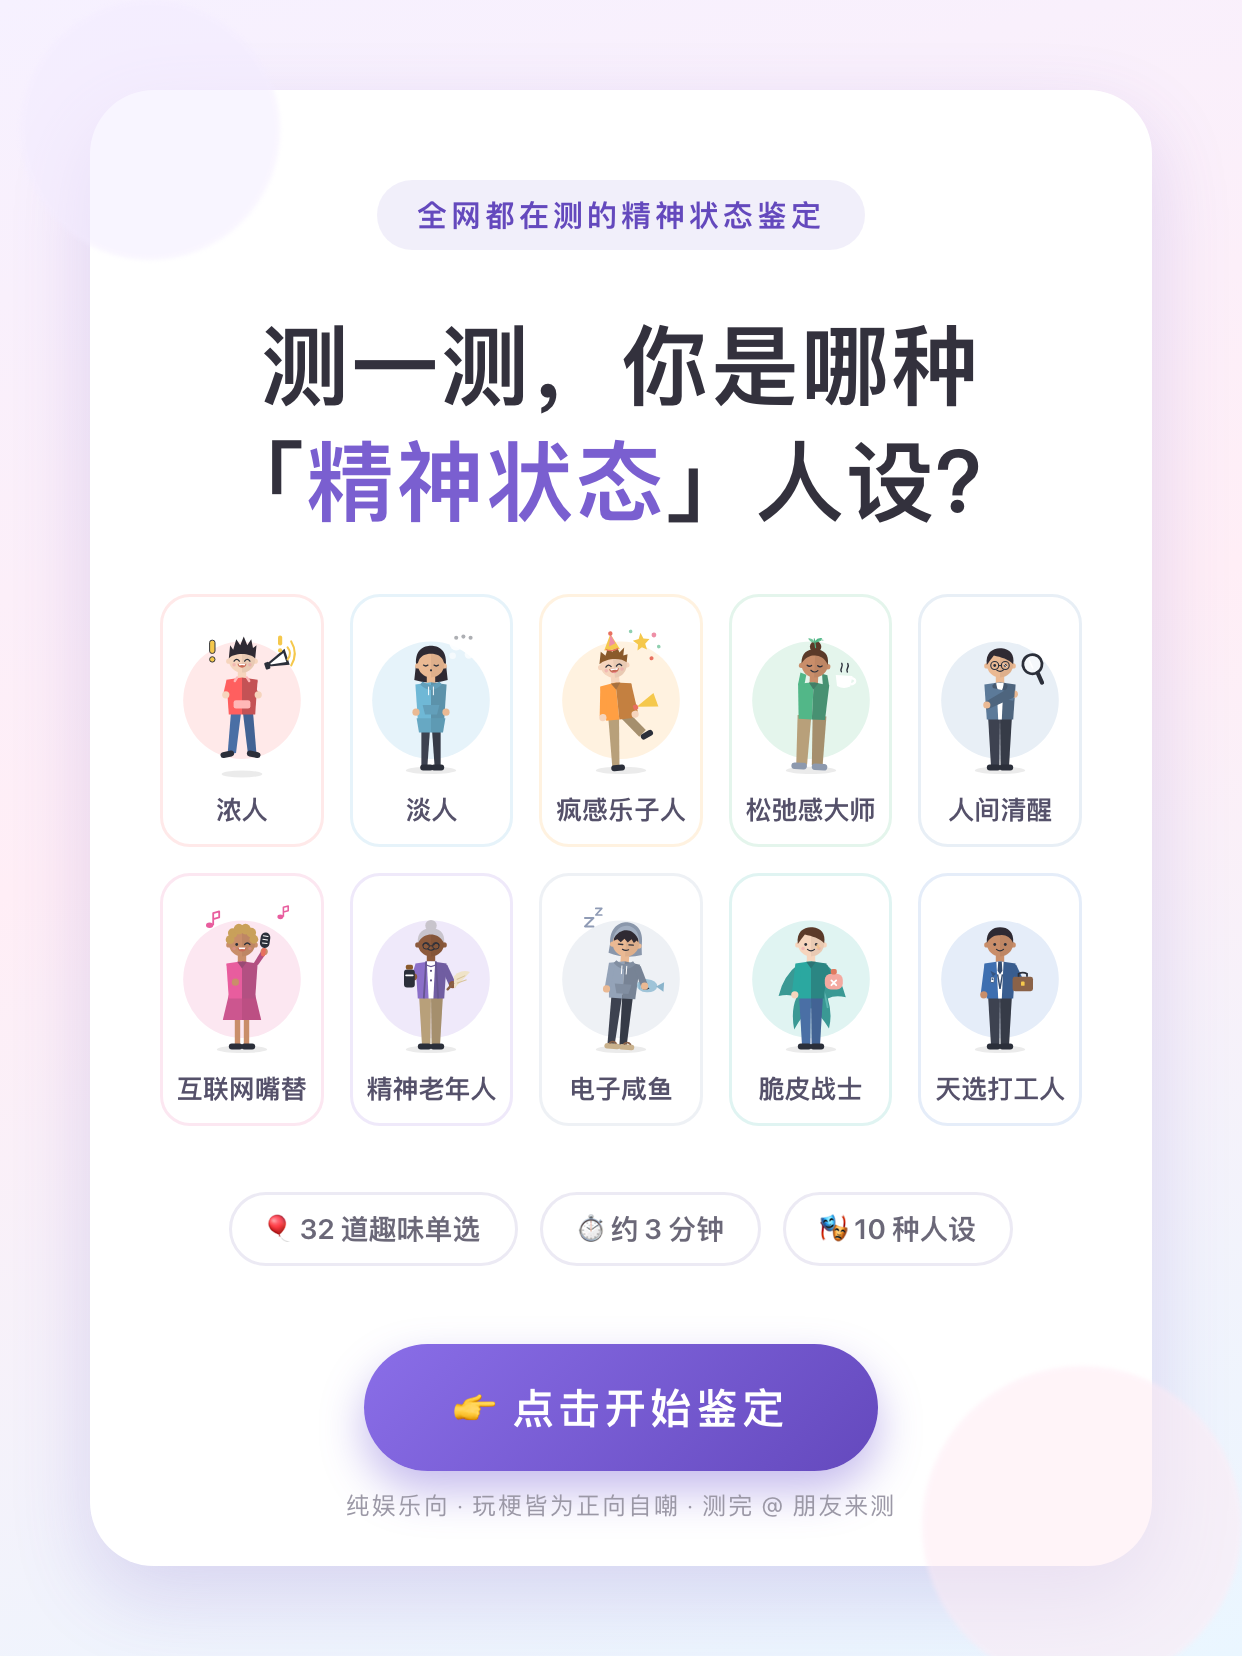 全网都在测的精神状态鉴定
测一测，你是哪种
「精神状态」人设?
浓人
淡人
疯感乐子人
松弛感大师
人间清醒
互联网嘴替
精神老年人
电子咸鱼
脆皮战士
天选打工人
32 道趣味单选
约 3 分钟
10 种人设
点击开始鉴定
纯娱乐向 · 玩梗皆为正向自嘲 · 测完 @ 朋友来测